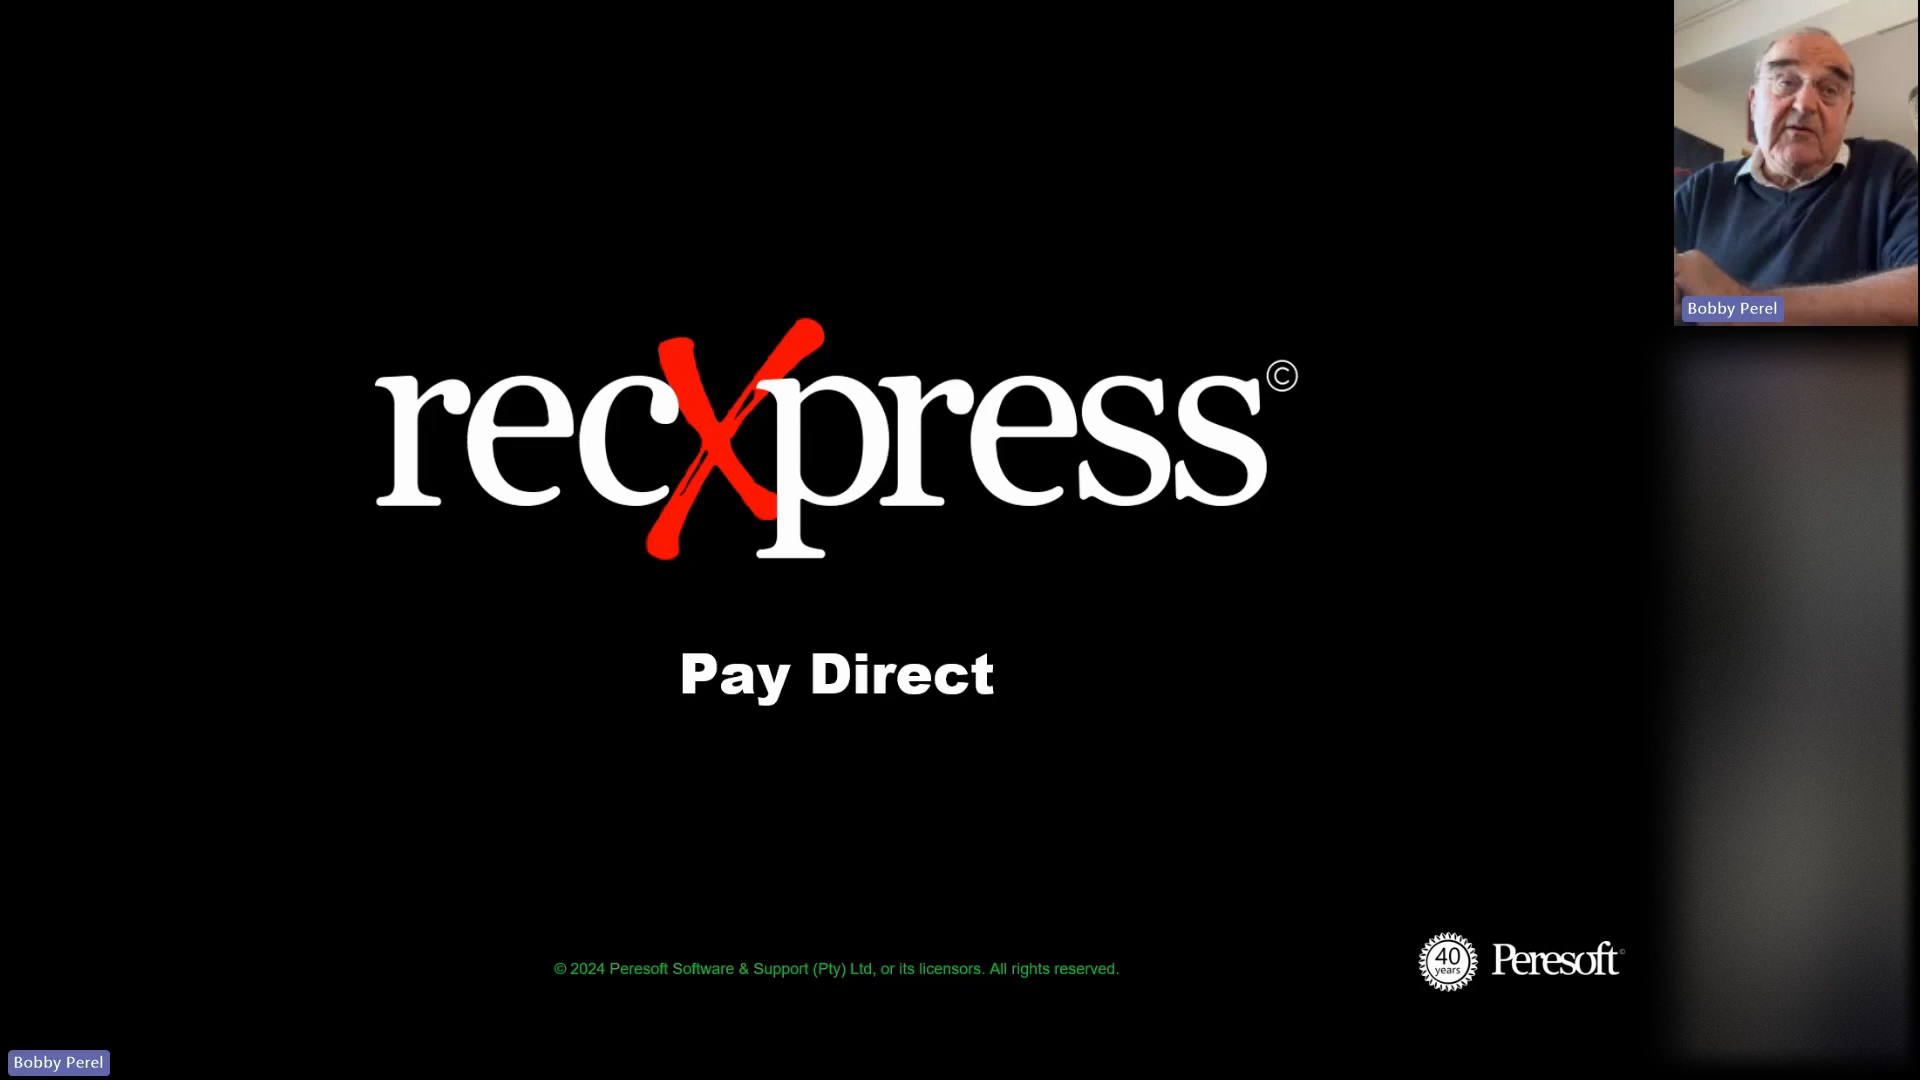 recXpress©
Pay Direct
© 2024 Peresoft Software & Support (Pty) Ltd, or its licensors. All rights reserved.
40
years
Peresoft©
Bobby Perel
Bobby Perel